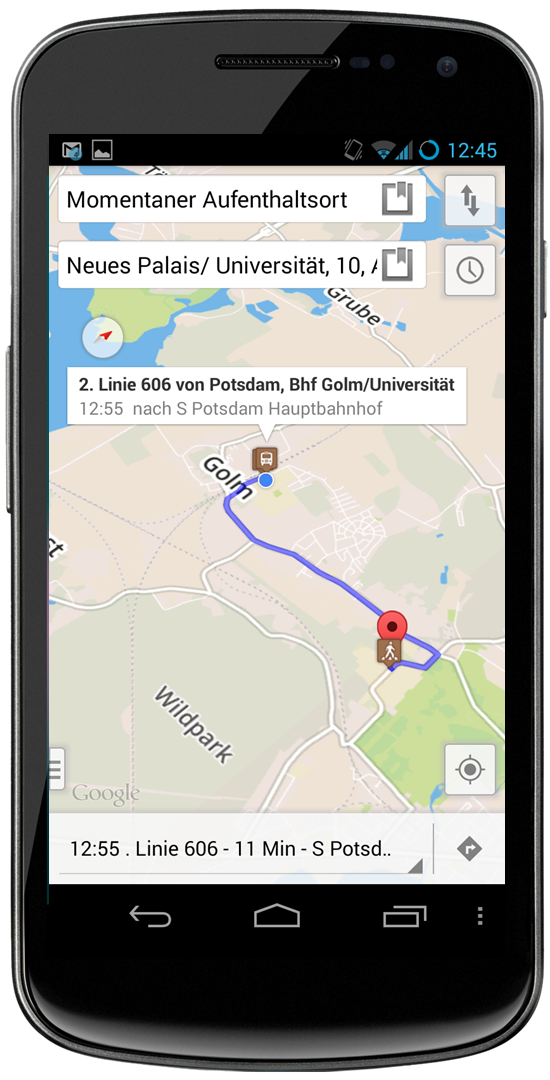 12:45
Tö
Momentaner Aufenthaltsort
Neues Palais/ Universität, 10, A
Grube
2. Linie 606 von Potsdam, Bhf Golm/Universität
12:55 nach S Potsdam Hauptbahnhof
Golm
Wildpark
Google
12:55 . Linie 606 - 11 Min - S Potsd..